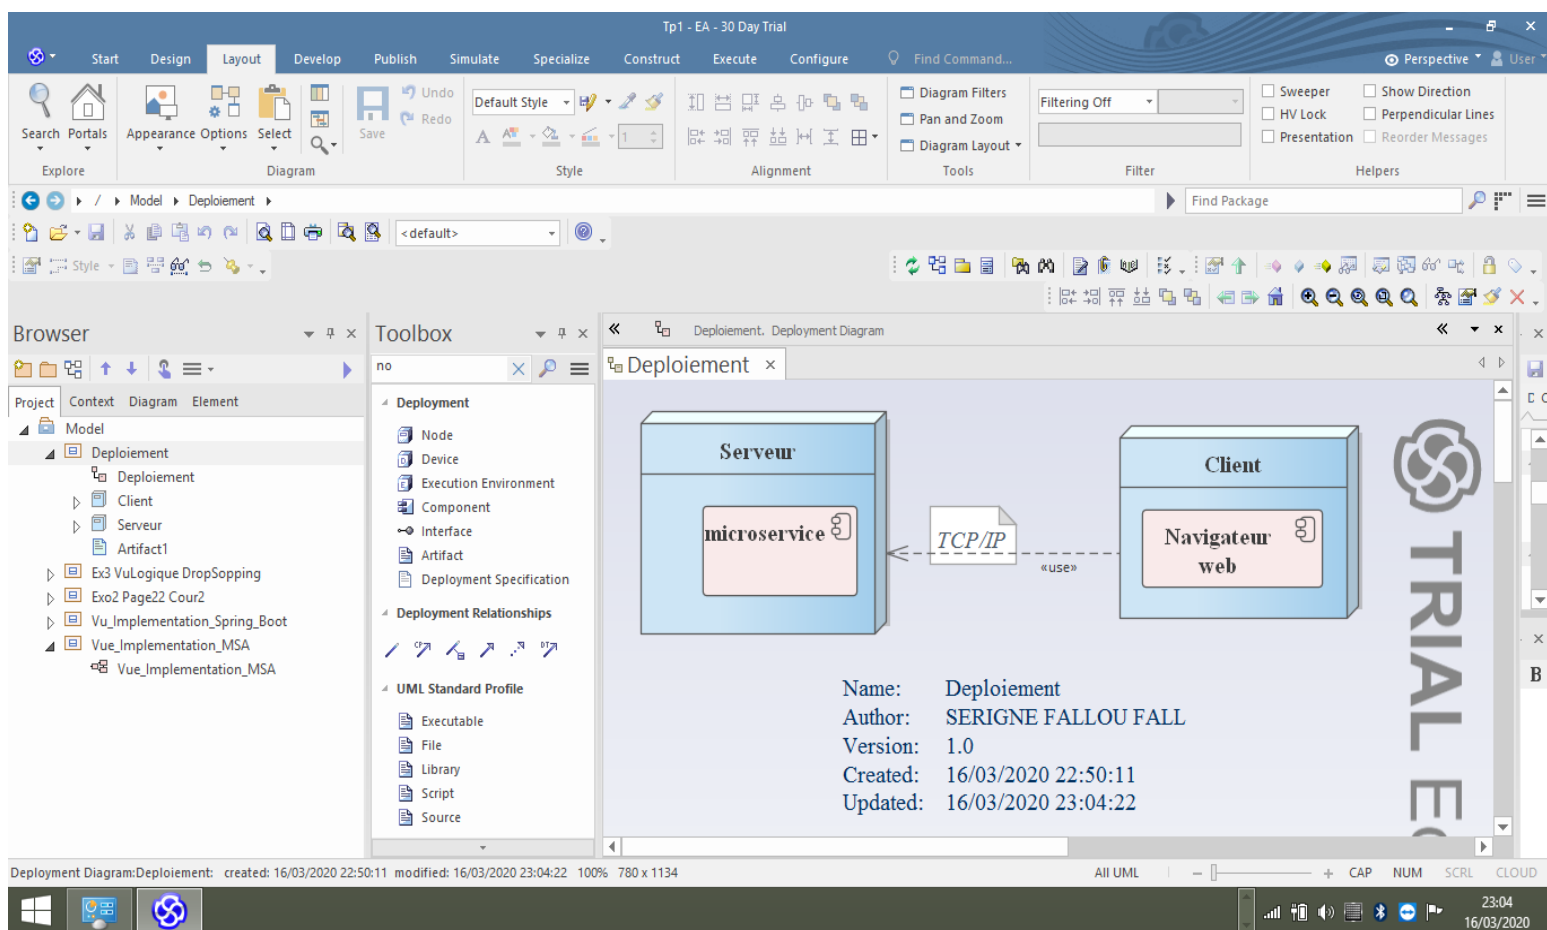 Tp1 - EA - 30 Day Trial
Start Design Layout Develop Publish Simulate Specialize Construct Execute Configure Find Command... Perspective User
Search Portals Appearance Options Select Save Undo Redo Default Style 1 Diagram Filters Pan and Zoom Diagram Layout Filtering Off Sweeper Show Direction
HV Lock Perpendicular Lines
Presentation Reorder Messages
Explore Diagram Style Alignment Tools Filter Helpers
/ Model Deploiement Find Package
<default>
Style
Browser
Project Context Diagram Element
Model
Deploiement
Deploiement
Client
Serveur
Artifact1
Ex3 VuLogique DropSopping
Exo2 Page22 Cour2
Vu_Implementation_Spring_Boot
Vue_Implementation_MSA
Vue_Implementation_MSA
Toolbox
no
Deployment
Node
Device
Execution Environment
Component
Interface
Artifact
Deployment Specification
Deployment Relationships
UML Standard Profile
Executable
File
Library
Script
Source
Deploiement. Deployment Diagram
Deploiement
Serveur
microservice
TCP/IP
«use»
Client
Navigateur
web
Name: Deploiement
Author: SERIGNE FALLOU FALL
Version: 1.0
Created: 16/03/2020 22:50:11
Updated: 16/03/2020 23:04:22
TRIAL
B
Deployment Diagram:Deploiement: created: 16/03/2020 22:50:11 modified: 16/03/2020 23:04:22 100% 780 x 1134 All UML CAP NUM SCRL CLOUD
23:04
16/03/2020